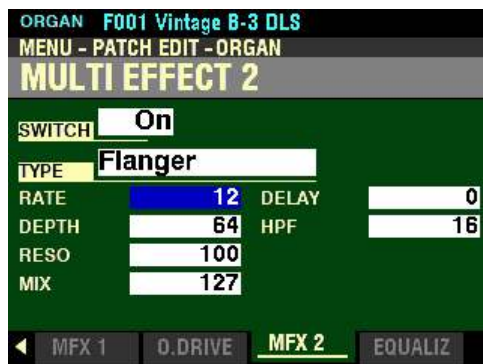 ORGAN F001 Vintage B-3 DLS
MENU - PATCH EDIT - ORGAN
MULTI EFFECT 2
SWITCH On
TYPE Flanger
RATE 12 DELAY 0
DEPTH 64 HPF 16
RESO 100
MIX 127
MFX 1 O.DRIVE MFX 2 EQUALIZ